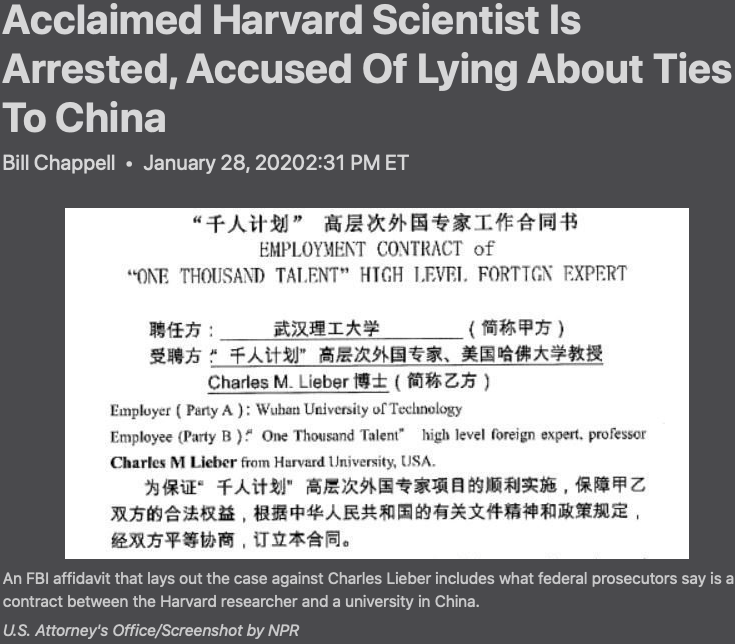 Acclaimed Harvard Scientist Is
Arrested, Accused Of Lying About Ties
To China
Bill Chappell • January 28, 20202:31 PM ET
“千人计划” 高层次外国专家工作合同书
EMPLOYMENT CONTRACT of
“ONE THOUSAND TALENT” HIGH LEVEL FORTIGN EXPERT
聘任方： 武汉理工大学 （简称甲方）
受聘方：“千人计划”高层次外国专家、美国哈佛大学教授
Charles M. Lieber 博士（简称乙方）
Employer ( Party A ): Wuhan University of Technology
Employee (Party B ):“ One Thousand Talent” high level foreign expert, professor
Charles M Lieber from Harvard University, USA.
为保证“ 千人计划”高层次外国专家项目的顺利实施，保障甲乙
双方的合法权益，根据中华人民共和国的有关文件精神和政策规定，
经双方平等协商，订立本合同。
An FBI affidavit that lays out the case against Charles Lieber includes what federal prosecutors say is a
contract between the Harvard researcher and a university in China.
U.S. Attorney's Office/Screenshot by NPR